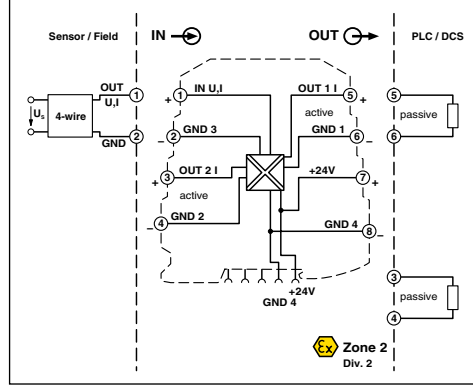 Sensor / Field
IN
OUT
PLC / DCS
OUT
U,I
1
1
IN U,I
OUT 1 I
5
5
+
+
active
passive
Us
4-wire
GND
2
2
GND 3
GND 1
6
6
–
–
3
OUT 2 I
+24V
7
+
+
active
4
GND 2
GND 4
8
–
–
+24V
GND 4
3
passive
4
Ex
Zone 2
Div. 2